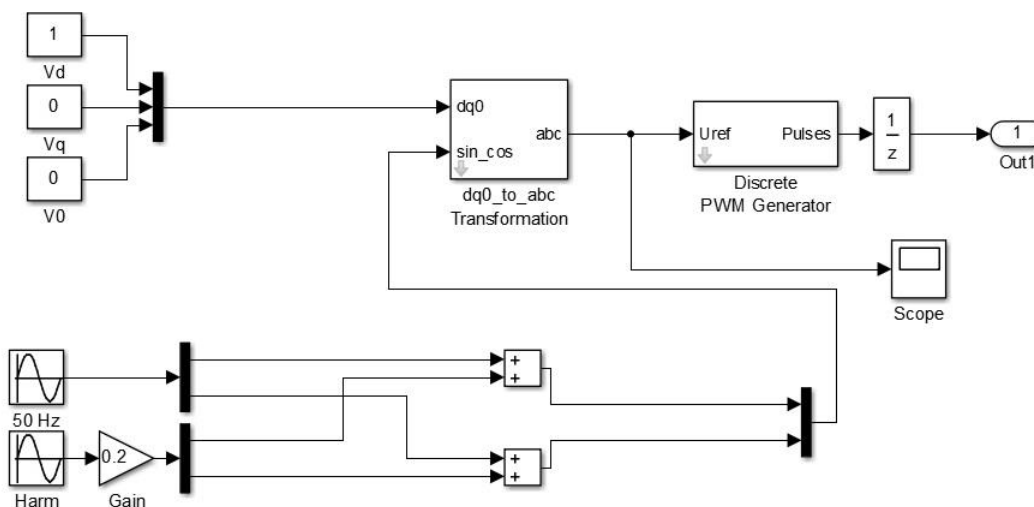 1
Vd
0
Vq
0
V0
dq0
sin_cos
abc
dq0_to_abc
Transformation
Uref
Pulses
Discrete
PWM Generator
1
z
1
Out1
Scope
50 Hz
Harm
0.2
Gain
+
+
+
+